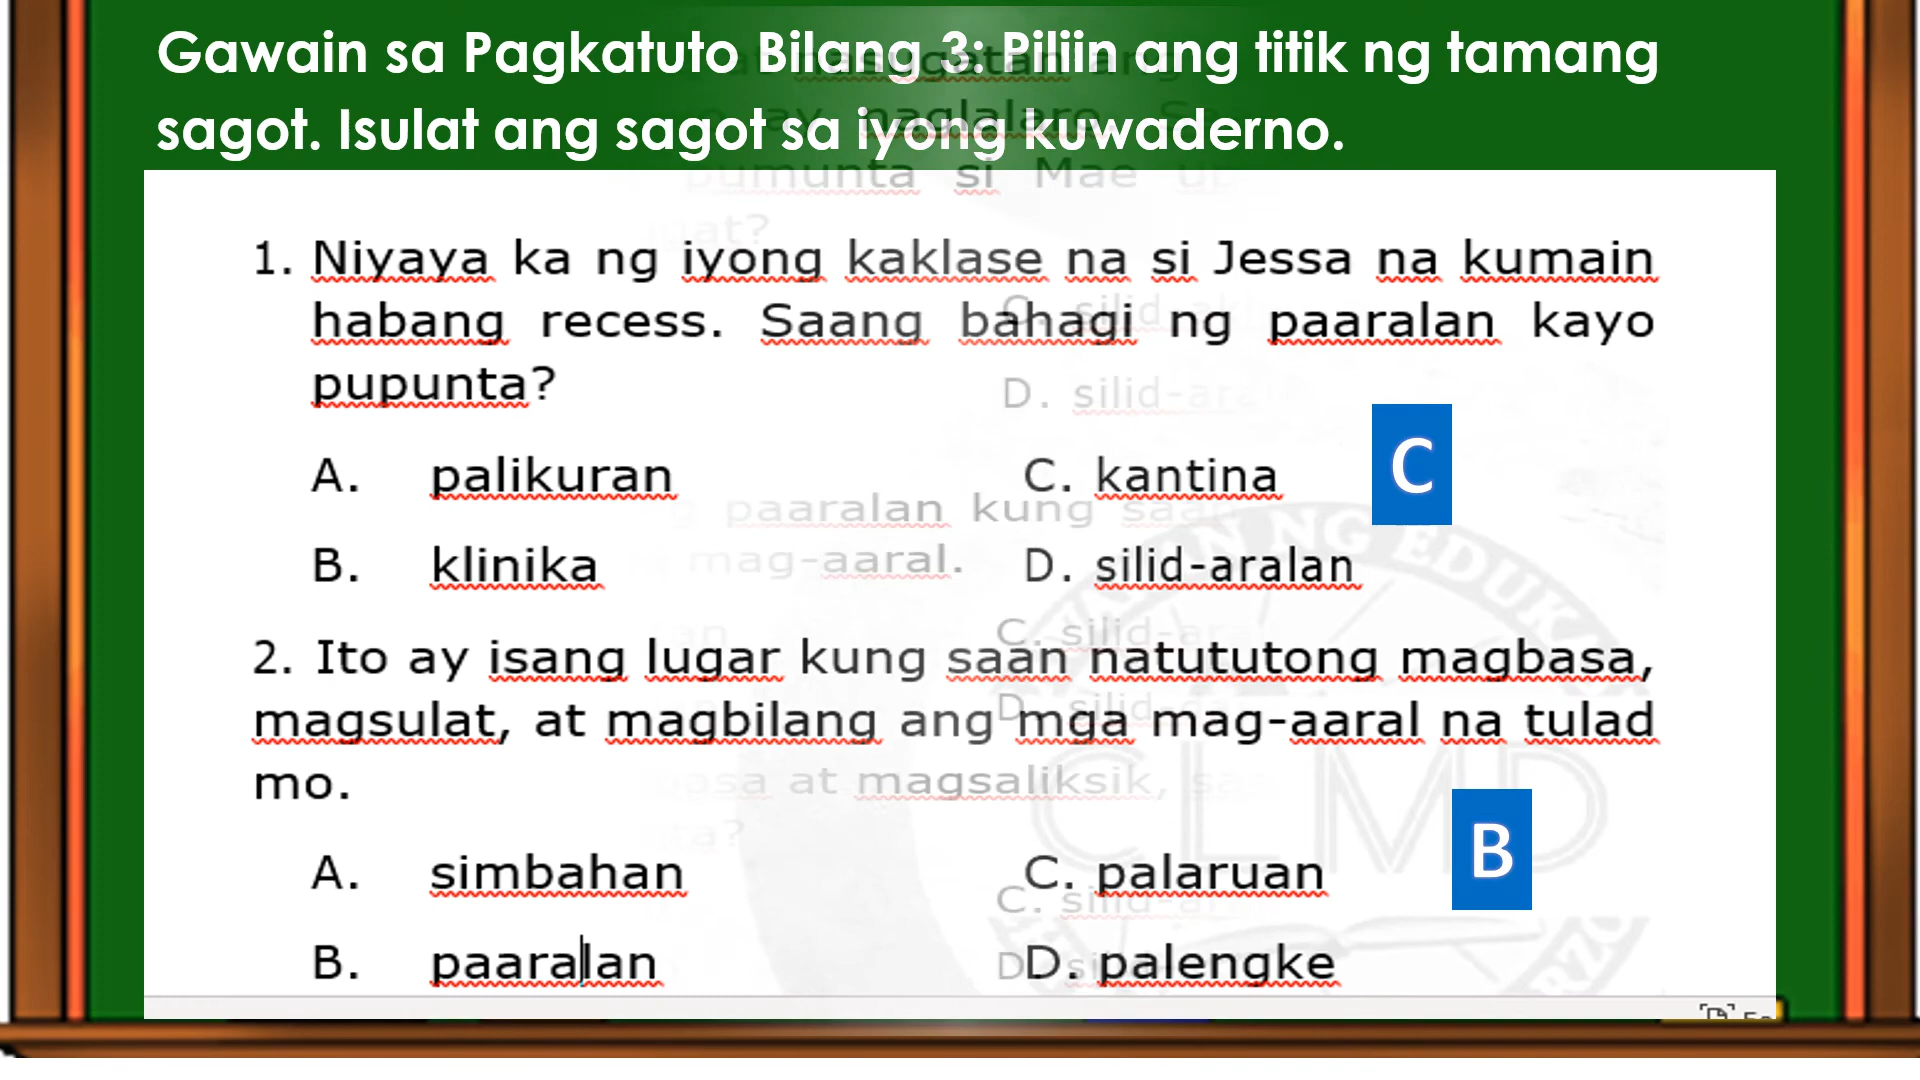 Gawain sa Pagkatuto Bilang 3: Piliin ang titik ng tamang
sagot. Isulat ang sagot sa iyong kuwaderno.
1. Niyaya ka ng iyong kaklase na si Jessa na kumain
habang recess. Saang bahagi ng paaralan kayo
pupunta?
A. palikuran
C. kantina
C
B. klinika
D. silid-aralan
2. Ito ay isang lugar kung saan natututong magbasa,
magsulat, at magbilang ang mga mag-aaral na tulad
mo.
A. simbahan
C. palaruan
B
B. paaralan
D. palengke
CLMD